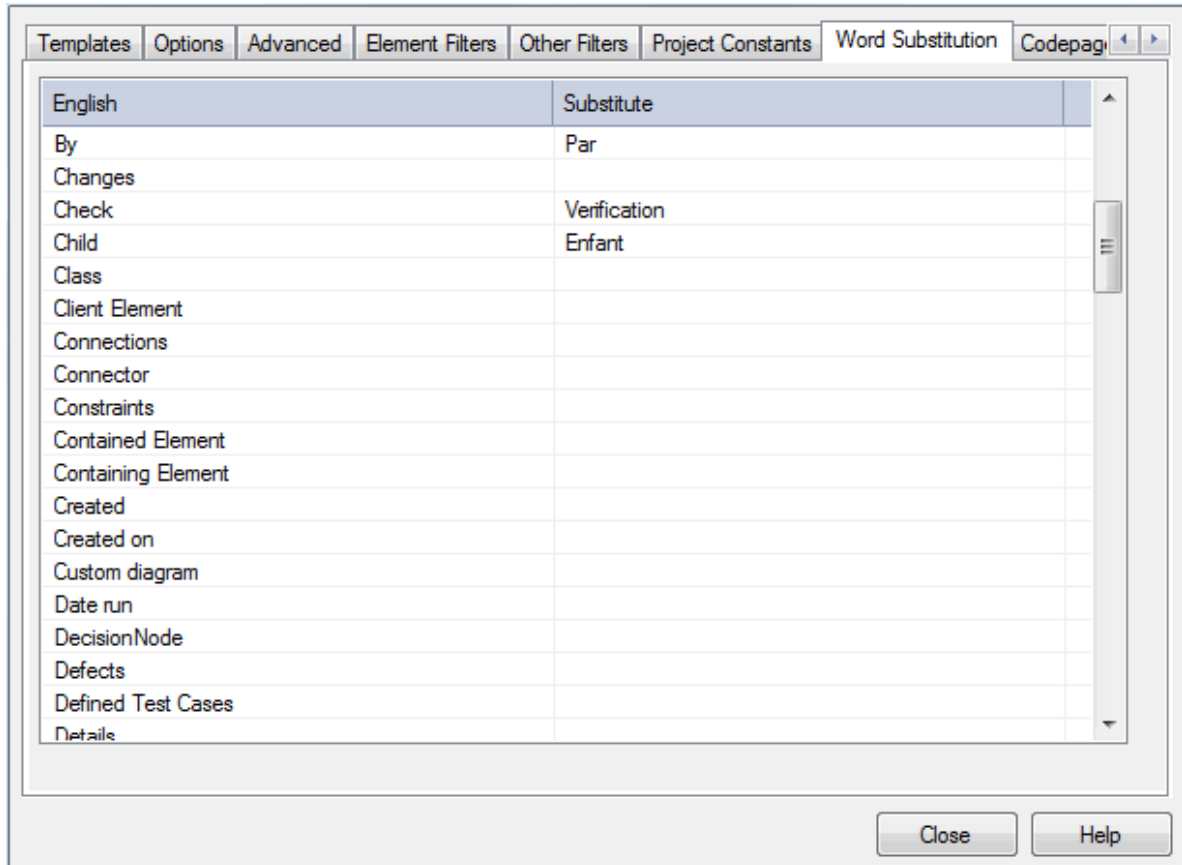 Templates Options Advanced Element Filters Other Filters Project Constants Word Substitution Codepag
English Substitute
By Par
Changes
Check Verification
Child Enfant
Class
Client Element
Connections
Connector
Constraints
Contained Element
Containing Element
Created
Created on
Custom diagram
Date run
DecisionNode
Defects
Defined Test Cases
Details
Close Help